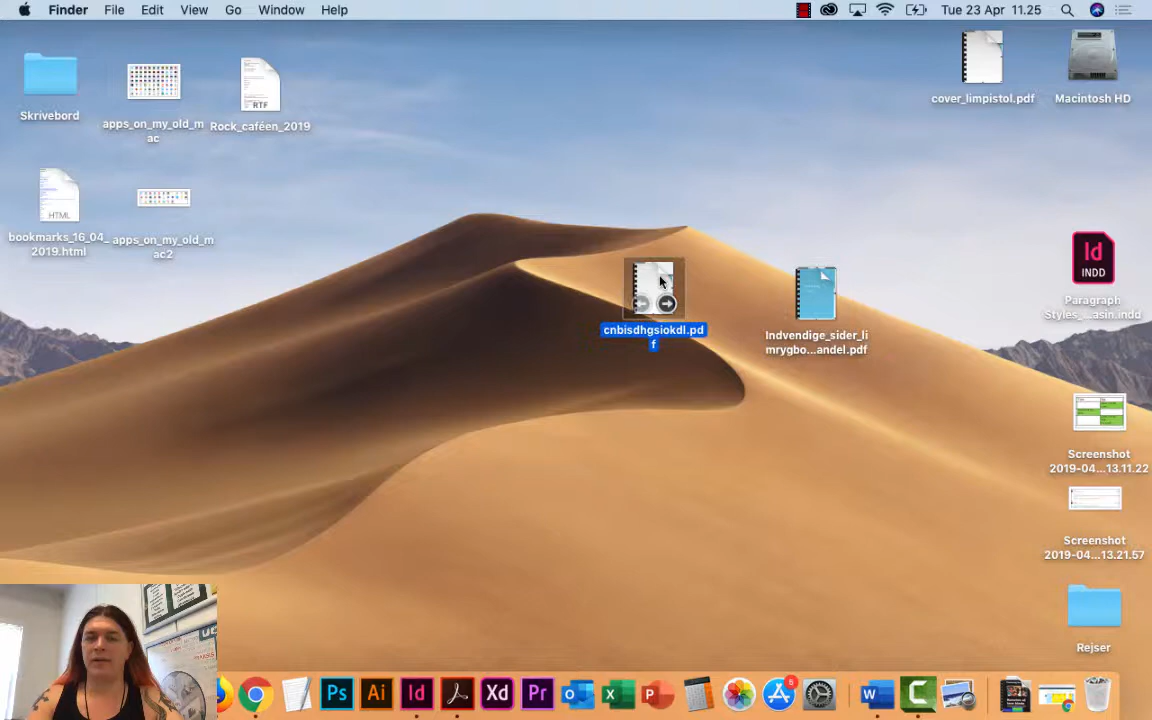 Finder File Edit View Go Window Help
Tue 23 Apr 11.25
Skrivebord
apps_on_my_old_m
ac
RTF
Rock_caféen_2019
cover_limpistol.pdf
Macintosh HD
HTML
bookmarks_16_04_
2019.html
apps_on_my_old_m
ac2
cnbisdhgsiokdl.pd
f
Indvendige_sider_li
mrygbo...andel.pdf
Id
INDD
Paragraph
Styles_...asin.indd
Screenshot
2019-04...13.11.22
Screenshot
2019-04...13.21.57
Rejser
Ps Ai Id Xd Pr O X P 5 W C